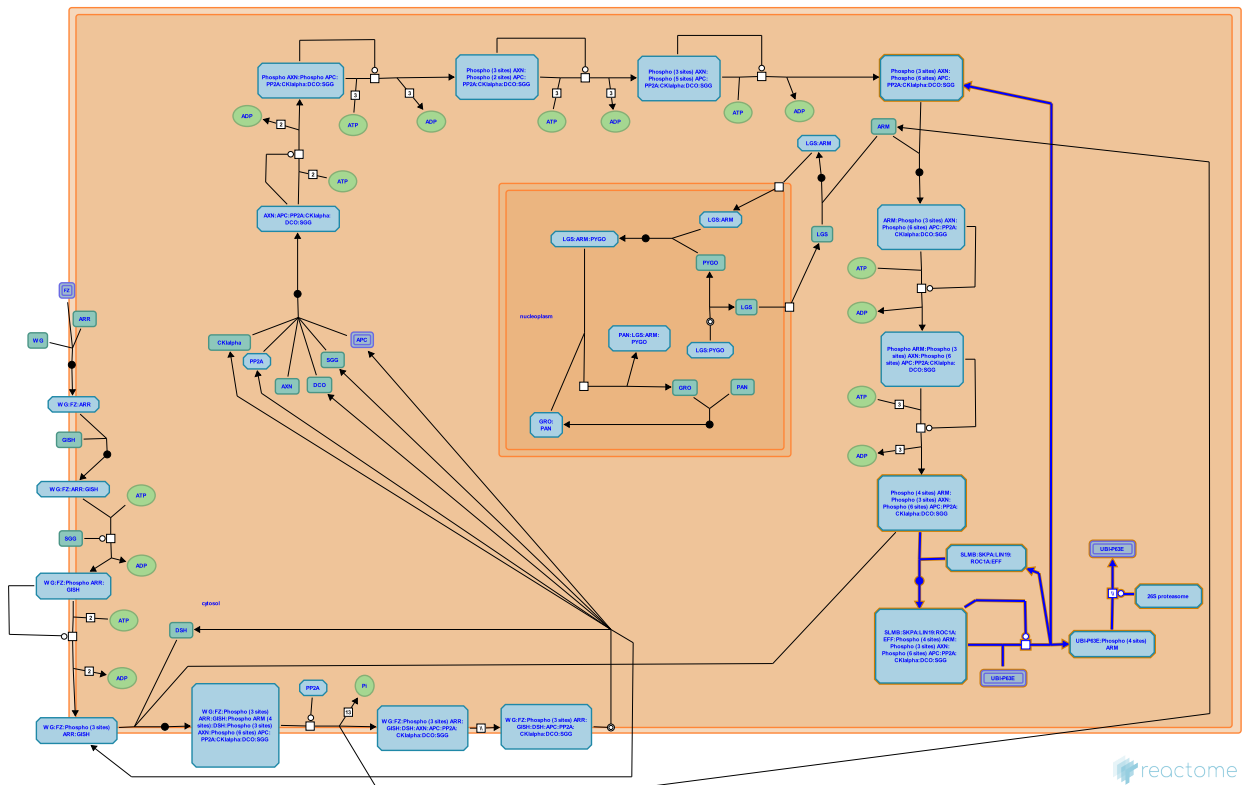 Phospho AXN:Phospho APC:
PP2A:CKIalpha:DCO:SGG
Phospho (3 sites) AXN:
Phospho (2 sites) APC:
PP2A:CKIalpha:DCO:SGG
Phospho (3 sites) AXN:
Phospho (5 sites) APC:
PP2A:CKIalpha:DCO:SGG
Phospho (3 sites) AXN:
Phospho (6 sites) APC:
PP2A:CKIalpha:DCO:SGG
3
3
3
3
ADP
ATP
ADP
ATP
ADP
ATP
ADP
2
2
ATP
ARM
LGS:ARM
AXN:APC:PP2A:CKIalpha:
DCO:SGG
LGS:ARM
LGS:ARM:PYGO
LGS
PYGO
LGS
nucleoplasm
PAN:LGS:ARM:
PYGO
LGS:PYGO
GRO
PAN
GRO:
PAN
ARM:Phospho (3 sites) AXN:
Phospho (6 sites) APC:PP2A:
CKIalpha:DCO:SGG
ATP
ADP
Phospho ARM:Phospho (3
sites) AXN:Phospho (6
sites) APC:PP2A:CKIalpha:
DCO:SGG
ATP
3
3
ADP
FZ
ARR
WG
CKIalpha
PP2A
AXN
DCO
SGG
APC
WG:FZ:ARR
GISH
WG:FZ:ARR:GISH
ATP
SGG
ADP
WG:FZ:Phospho ARR:
GISH
2
ATP
2
ADP
cytosol
DSH
WG:FZ:Phospho (3 sites)
ARR:GISH
Phospho (4 sites) ARM:
Phospho (3 sites) AXN:
Phospho (6 sites) APC:PP2A:
CKIalpha:DCO:SGG
SLMB:SKPA:LIN19:
ROC1A:EFF
UBI-P63E
26S proteasome
9
SLMB:SKPA:LIN19:ROC1A:
EFF:Phospho (4 sites) ARM:
Phospho (3 sites) AXN:
Phospho (6 sites) APC:PP2A:
CKIalpha:DCO:SGG
UBI-P63E:Phospho (4 sites)
ARM
UBI-P63E
WG:FZ:Phospho (3 sites)
ARR:GISH:Phospho ARM (4
sites):DSH:Phospho (3 sites)
AXN:Phospho (6 sites) APC:
PP2A:CKIalpha:DCO:SGG
PP2A
Pi
13
WG:FZ:Phospho (3 sites) ARR:
GISH:DSH:AXN:APC:PP2A:
CKIalpha:DCO:SGG
WG:FZ:Phospho (3 sites) ARR:
GISH:DSH:APC:PP2A:
CKIalpha:DCO:SGG
reactome